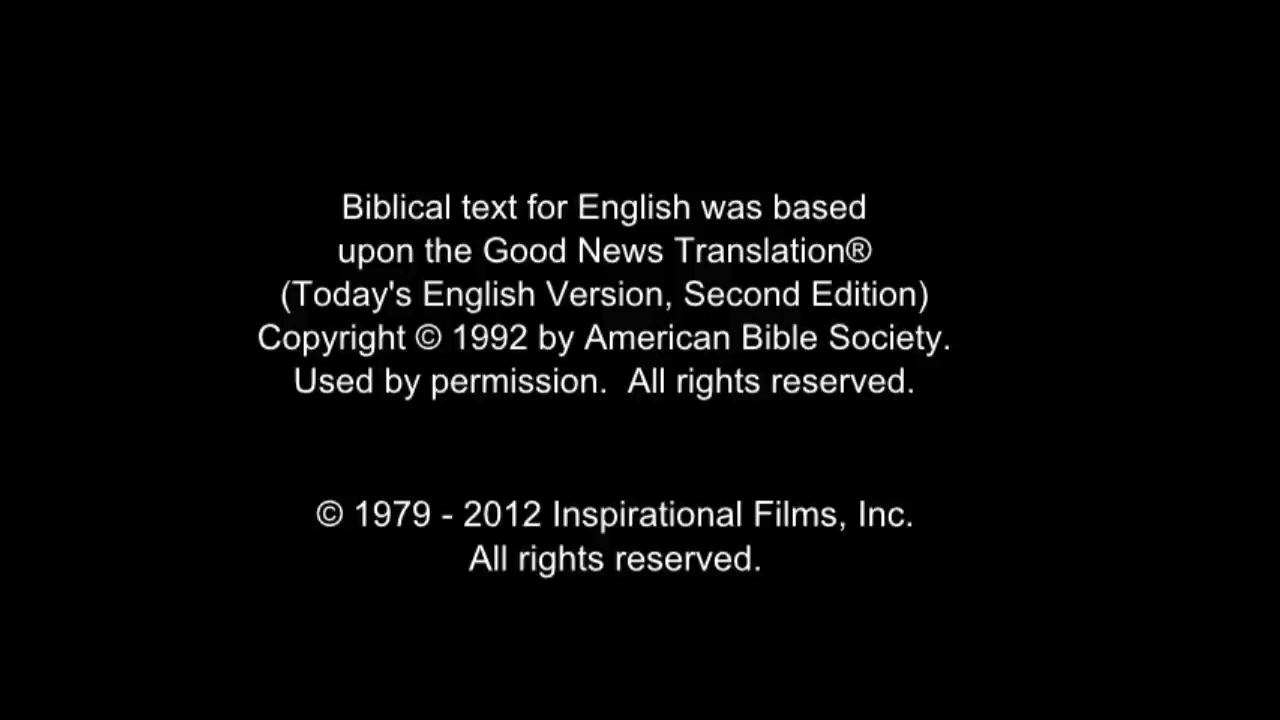 Biblical text for English was based
upon the Good News Translation®
(Today's English Version, Second Edition)
Copyright © 1992 by American Bible Society.
Used by permission.  All rights reserved.
© 1979 - 2012 Inspirational Films, Inc.
All rights reserved.